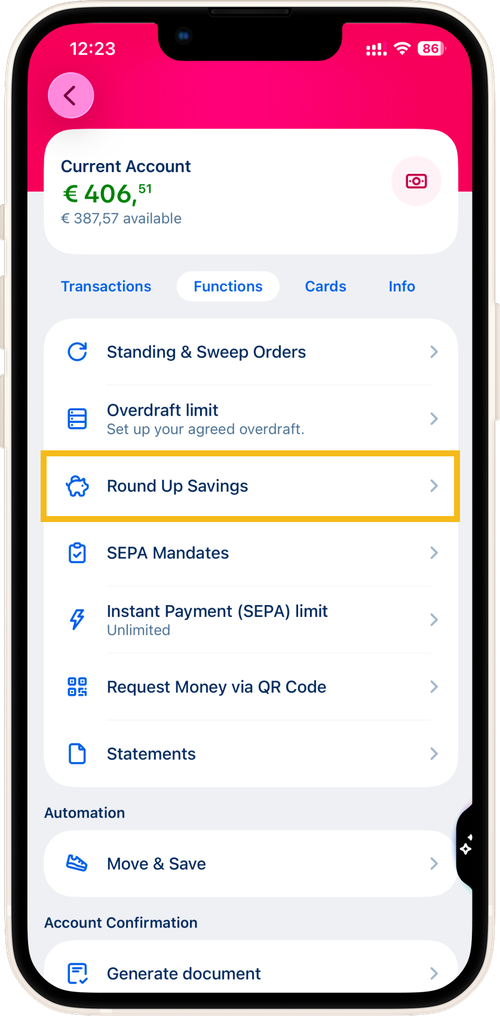 12:23
86
Current Account
€ 406,51
€ 387,57 available
Transactions Functions Cards Info
Standing & Sweep Orders
Overdraft limit
Set up your agreed overdraft.
Round Up Savings
SEPA Mandates
Instant Payment (SEPA) limit
Unlimited
Request Money via QR Code
Statements
Automation
Move & Save
Account Confirmation
Generate document